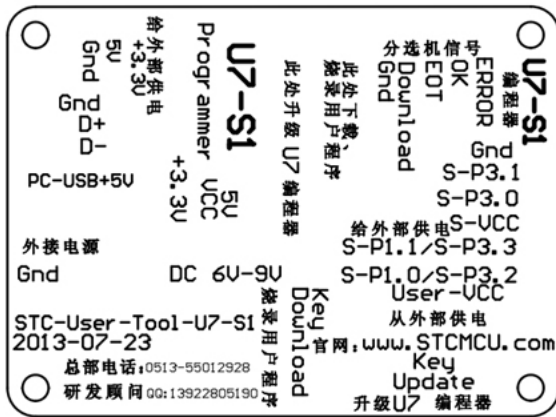 给外部供电
+3.3V
5V
Gnd
Gnd
D+
D-
PC-USB+5V
U7-S1
Programmer
5V
VCC
+3.3V
此处升级 U7 编程器
此处下载、
烧录用户程序
分选机信号
U7-S1
编程器
ERROR
OK
EOT
Download
Gnd
Gnd
S-P3.1
S-P3.0
给外部供电 S-VCC
S-P1.1/S-P3.3
S-P1.0/S-P3.2
User-VCC
从外部供电
外接电源
Gnd
DC 6V-9V
Key
Download
烧录用户程序
STC-User-Tool-U7-S1
2013-07-23
总部电话:0513-55012928
研发顾问QQ:13922805190
官网:www.STCMCU.com
Key
Update
升级U7 编程器